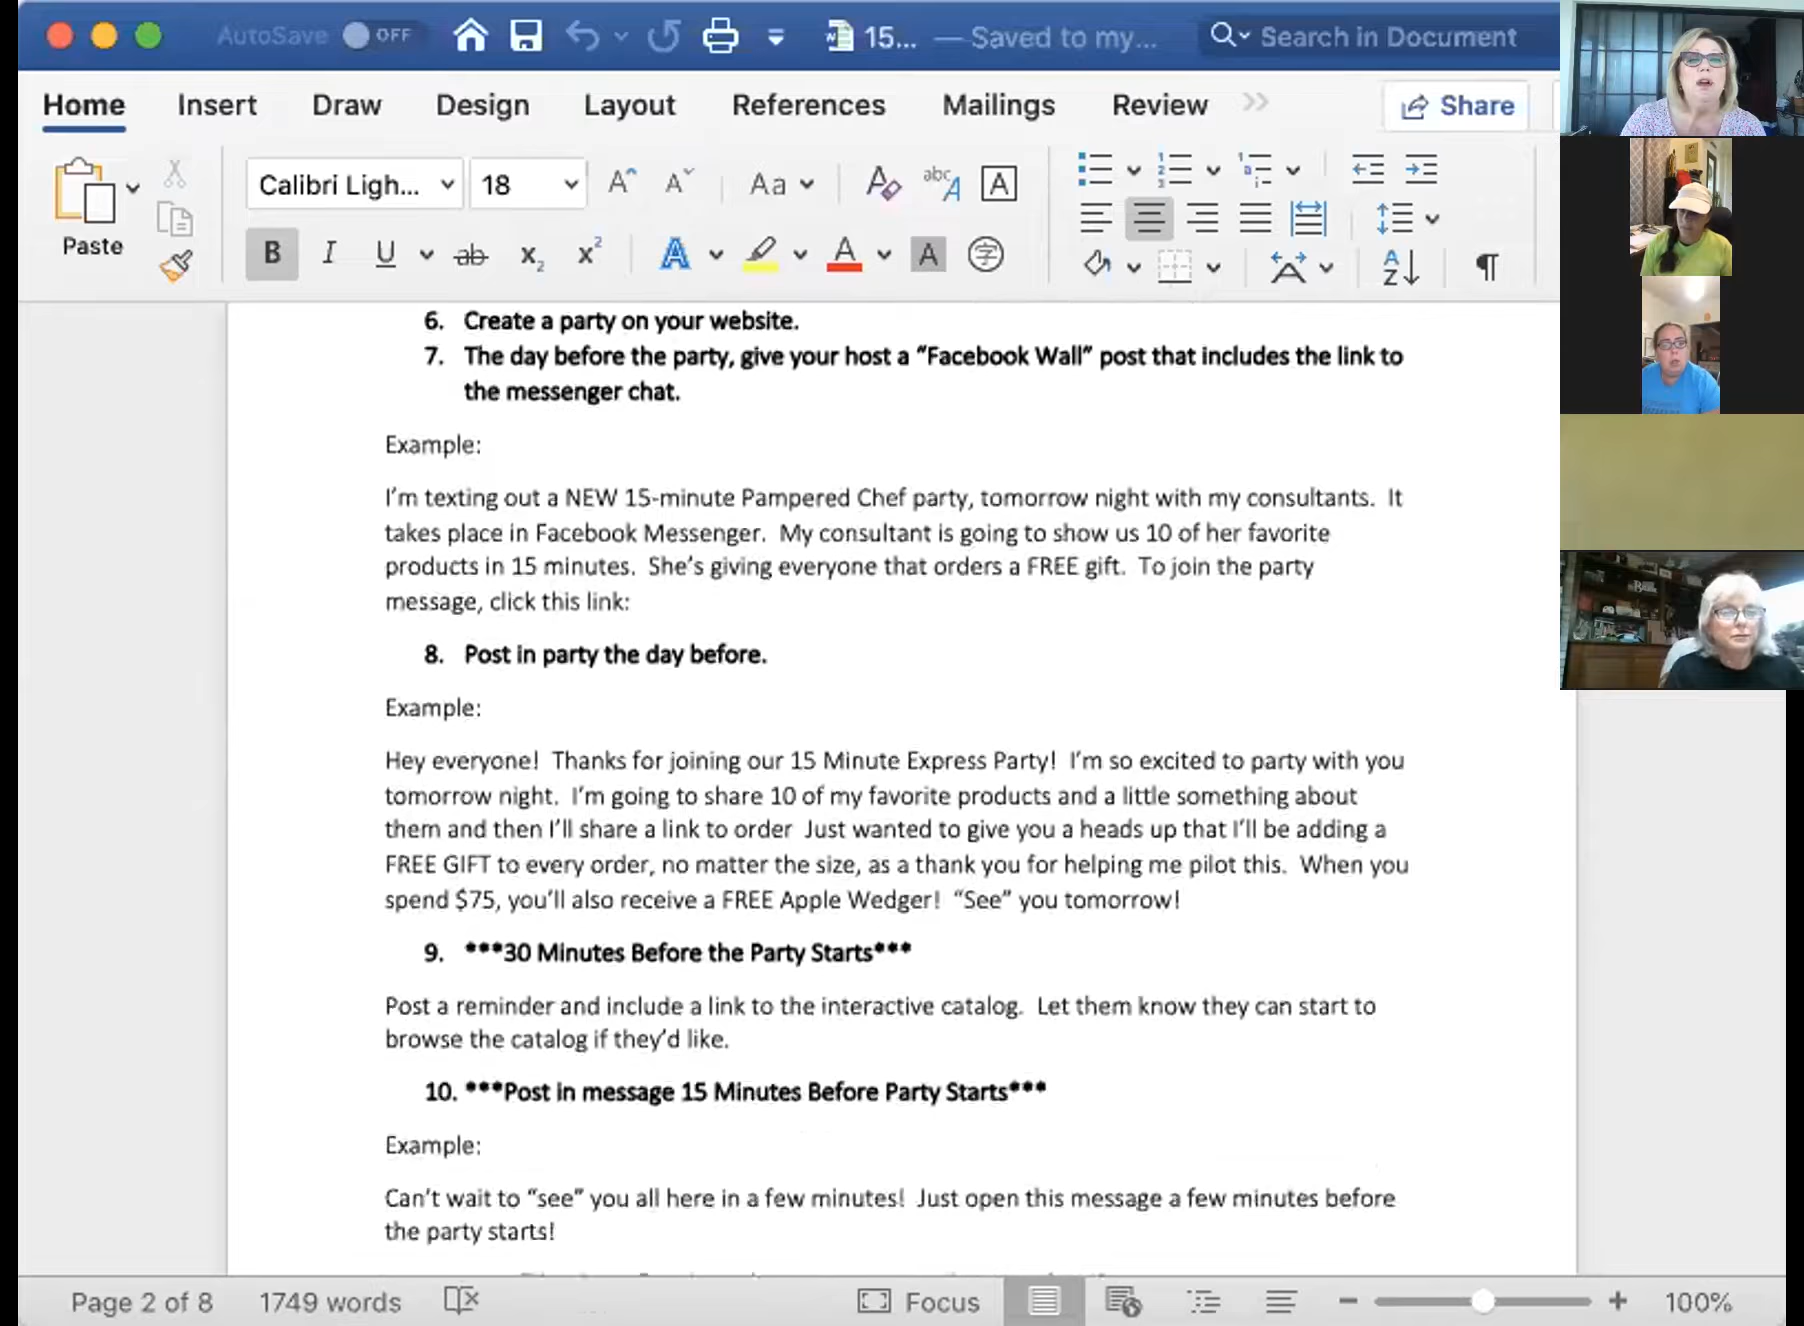 AutoSave OFF 15... — Saved to my... Search in Document
Home Insert Draw Design Layout References Mailings Review Share
Paste
Calibri Ligh... 18
6. Create a party on your website.
7. The day before the party, give your host a “Facebook Wall” post that includes the link to
the messenger chat.
Example:
I’m texting out a NEW 15-minute Pampered Chef party, tomorrow night with my consultants. It
takes place in Facebook Messenger. My consultant is going to show us 10 of her favorite
products in 15 minutes. She’s giving everyone that orders a FREE gift. To join the party
message, click this link:
8. Post in party the day before.
Example:
Hey everyone! Thanks for joining our 15 Minute Express Party! I’m so excited to party with you
tomorrow night. I’m going to share 10 of my favorite products and a little something about
them and then I’ll share a link to order Just wanted to give you a heads up that I’ll be adding a
FREE GIFT to every order, no matter the size, as a thank you for helping me pilot this. When you
spend $75, you’ll also receive a FREE Apple Wedger! “See” you tomorrow!
9. ***30 Minutes Before the Party Starts***
Post a reminder and include a link to the interactive catalog. Let them know they can start to
browse the catalog if they’d like.
10. ***Post in message 15 Minutes Before Party Starts***
Example:
Can’t wait to “see” you all here in a few minutes! Just open this message a few minutes before
the party starts!
Page 2 of 8 1749 words Focus 100%